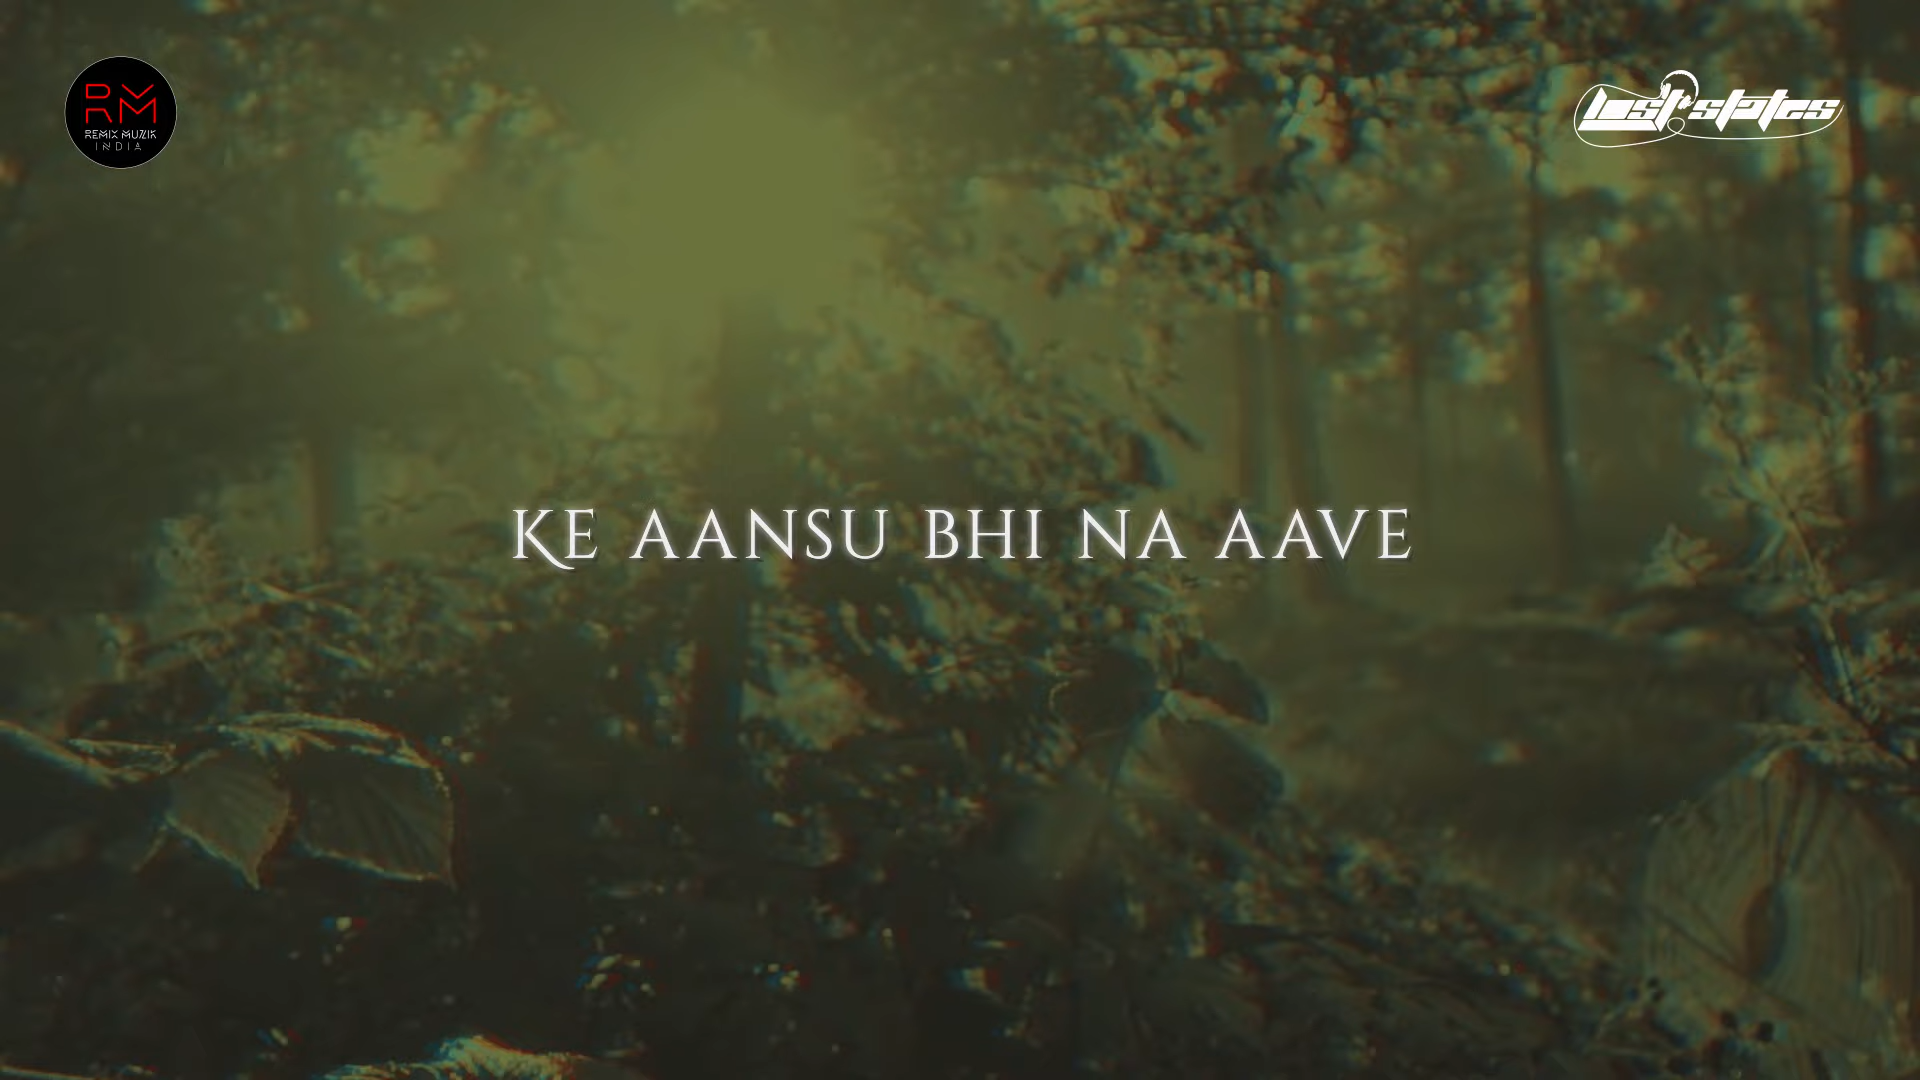 RM
REMIX MUZIK
INDIA
Lost states
KE AANSU BHI NA AAVE